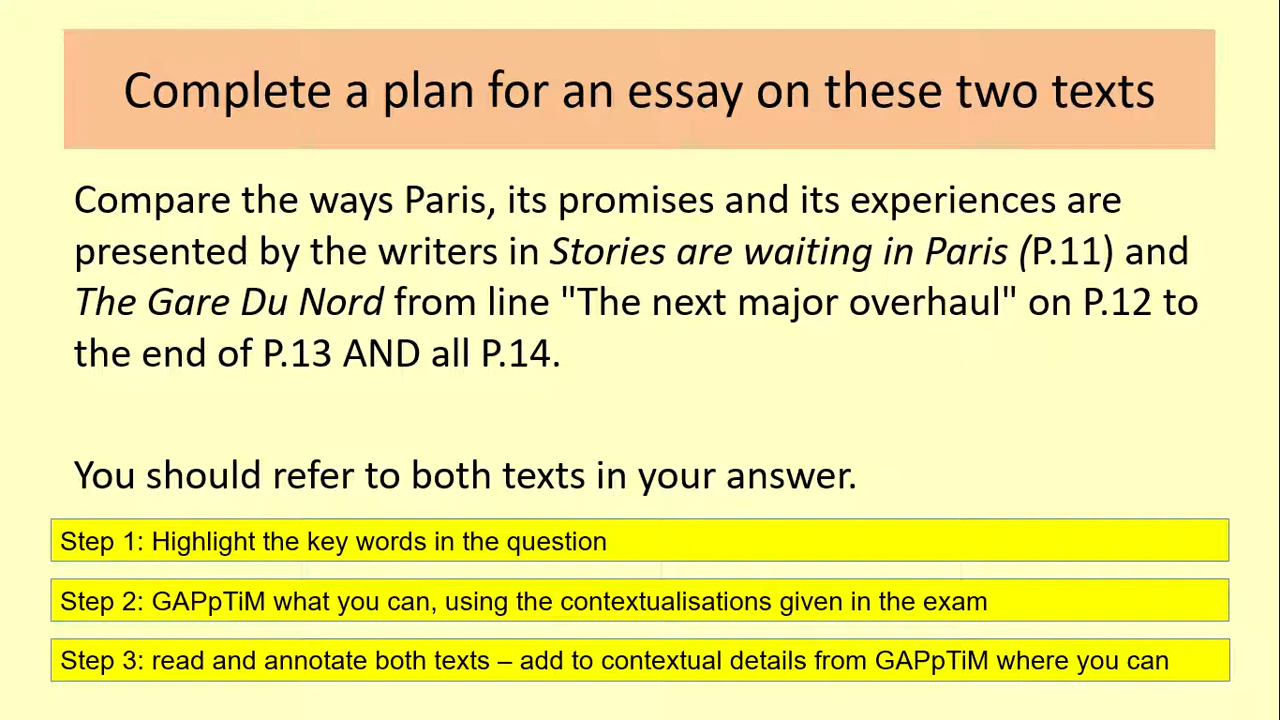 Complete a plan for an essay on these two texts
Compare the ways Paris, its promises and its experiences are
presented by the writers in Stories are waiting in Paris (P.11) and
The Gare Du Nord from line "The next major overhaul" on P.12 to
the end of P.13 AND all P.14.
You should refer to both texts in your answer.
Step 1: Highlight the key words in the question
Step 2: GAPpTiM what you can, using the contextualisations given in the exam
Step 3: read and annotate both texts – add to contextual details from GAPpTiM where you can